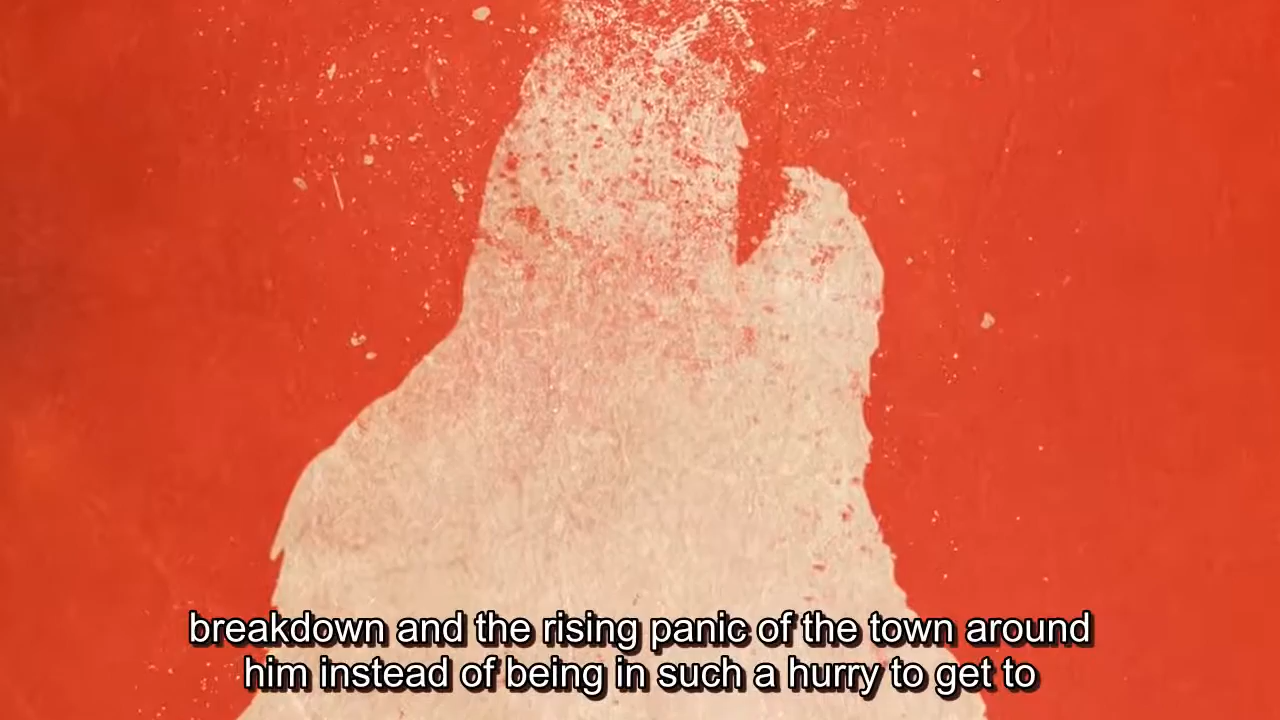 breakdown and the rising panic of the town around
him instead of being in such a hurry to get to